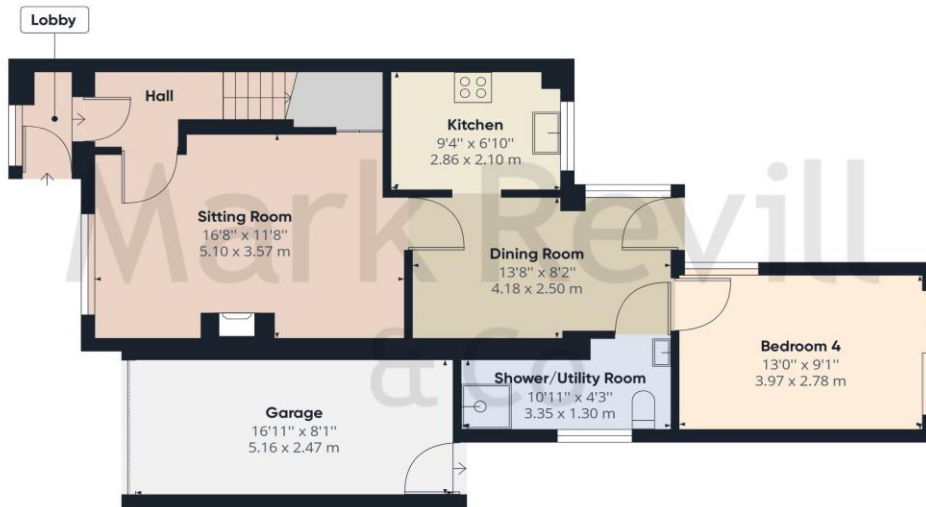 Lobby
Hall
Kitchen
9'4" x 6'10"
2.86 x 2.10 m
Sitting Room
16'8" x 11'8"
5.10 x 3.57 m
Dining Room
13'8" x 8'2"
4.18 x 2.50 m
Bedroom 4
13'0" x 9'1"
3.97 x 2.78 m
Shower/Utility Room
10'11" x 4'3"
3.35 x 1.30 m
Garage
16'11" x 8'1"
5.16 x 2.47 m
Mark Revill
& Co